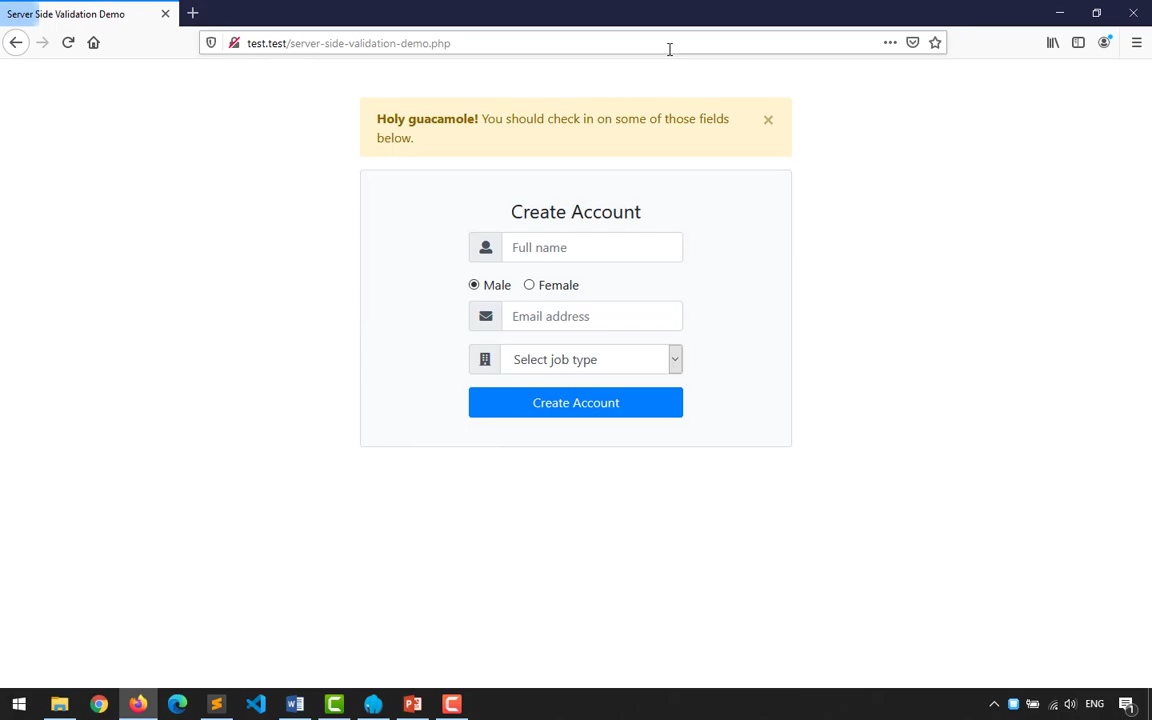 Server Side Validation Demo
test.test/server-side-validation-demo.php
Holy guacamole! You should check in on some of those fields
below.
Create Account
Full name
Male Female
Email address
Select job type
Create Account
ENG
1